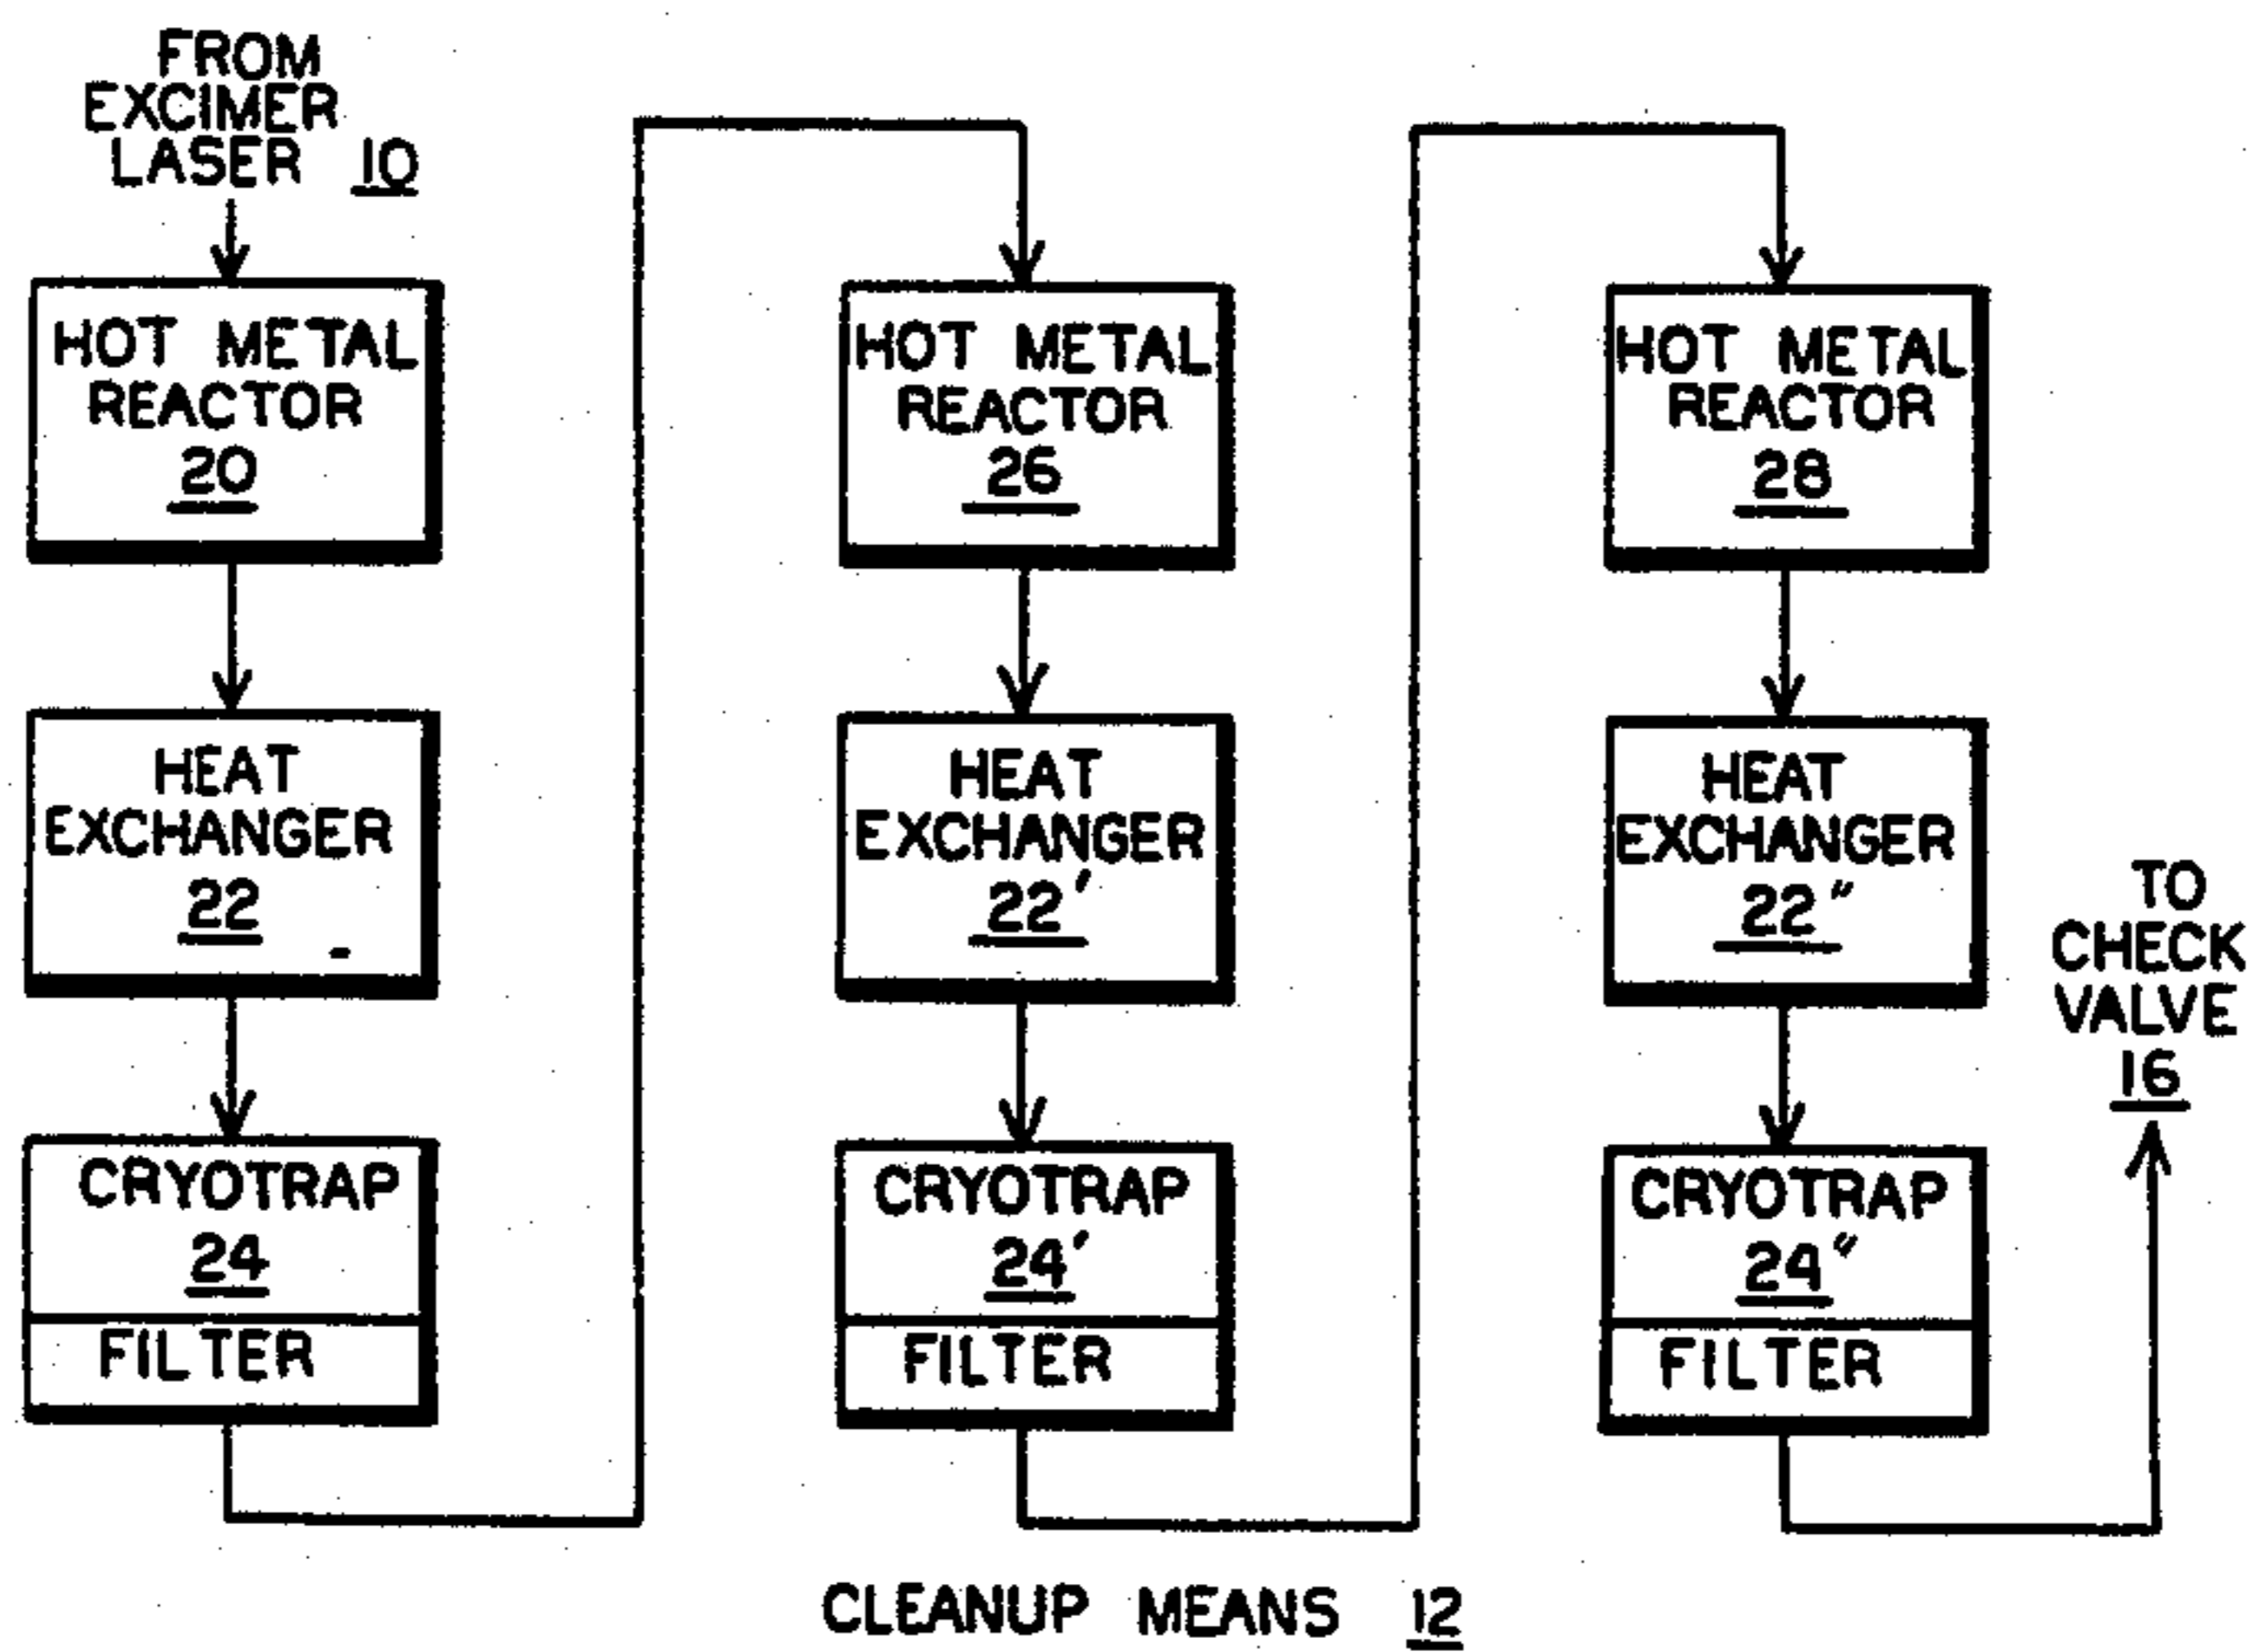 FROM
EXCIMER
LASER 10
HOT METAL
REACTOR
20
HEAT
EXCHANGER
22
CRYOTRAP
24
FILTER
HOT METAL
REACTOR
26
HEAT
EXCHANGER
22'
CRYOTRAP
24'
FILTER
HOT METAL
REACTOR
28
HEAT
EXCHANGER
22"
CRYOTRAP
24"
FILTER
TO
CHECK
VALVE
16
CLEANUP MEANS 12